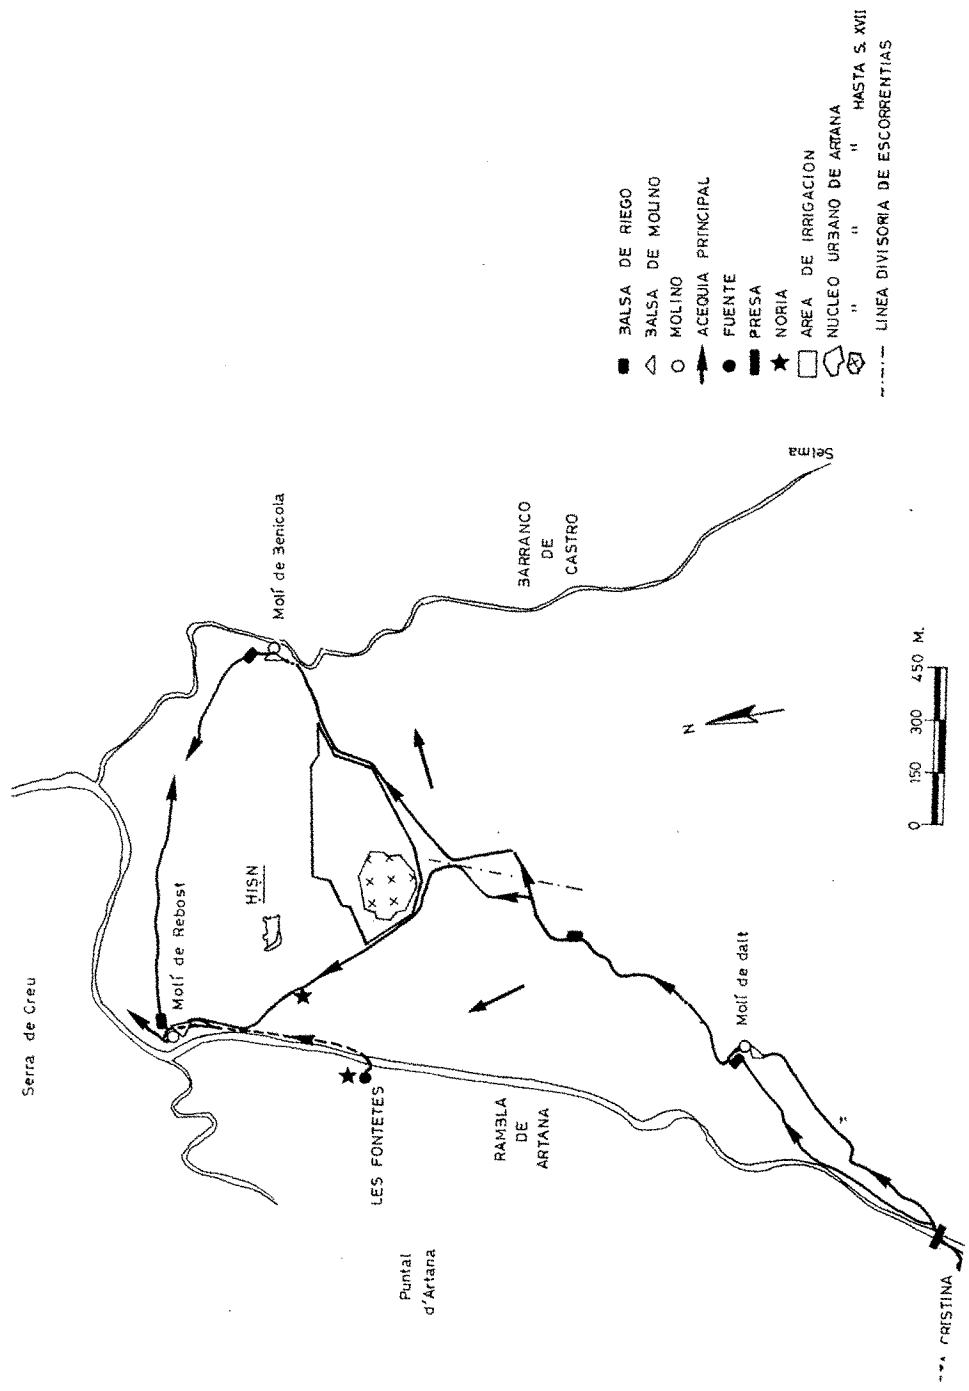 Serra de Creu
Molí de Rebost
HISN
Molí de Benicola
LES FONTETES
Puntal
d'Artana
RAMBLA
DE
ARTANA
BARRANCO
DE
CASTRO
Selma
Molí de dalt
CRISTINA
N
0 150 300 450 M.
BALSA DE RIEGO
BALSA DE MOLINO
MOLINO
ACEQUIA PRINCIPAL
FUENTE
PRESA
NORIA
AREA DE IRRIGACION
NUCLEO URBANO DE ARTANA
" " " HASTA S. XVII
LINEA DIVISORIA DE ESCORRENTIAS